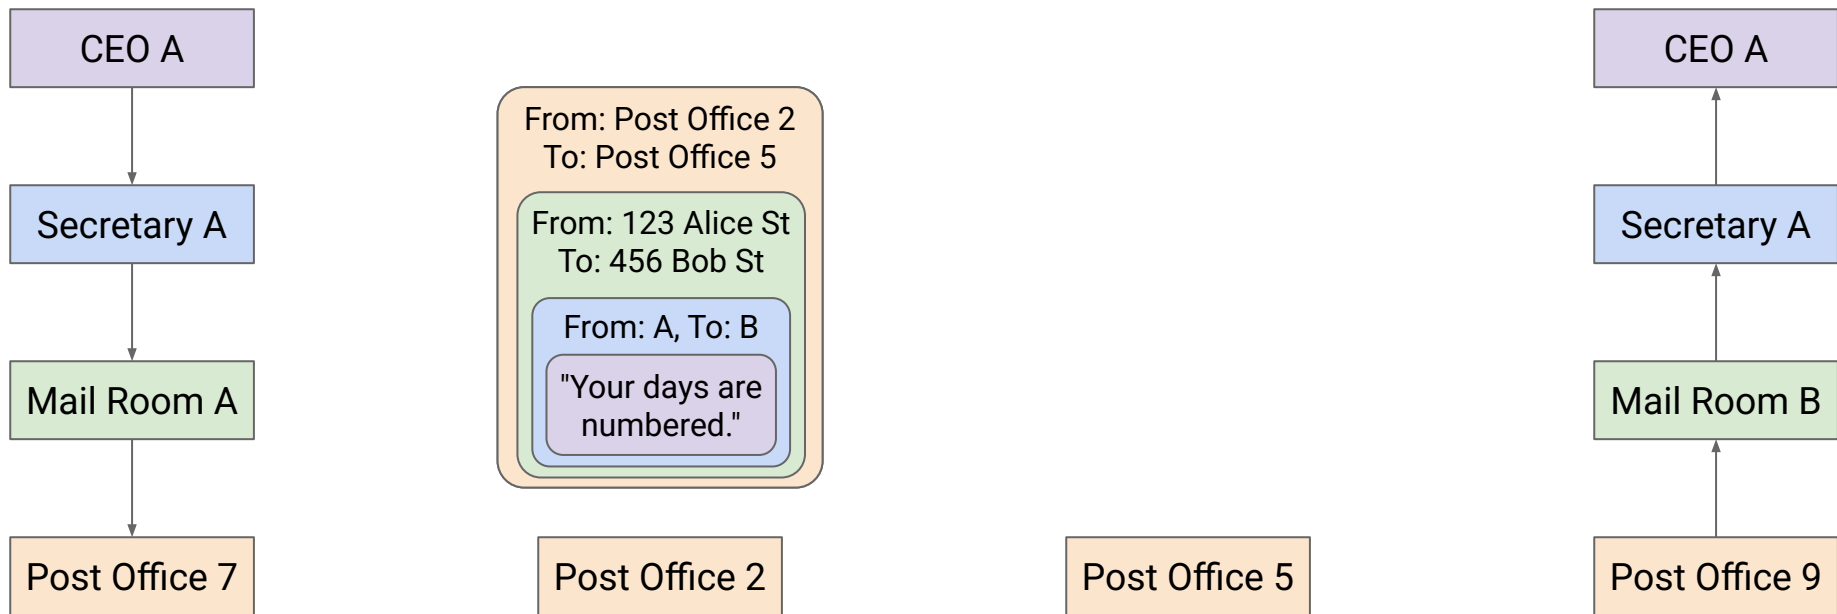 CEO A
Secretary A
Mail Room A
Post Office 7
From: Post Office 2
To: Post Office 5
From: 123 Alice St
To: 456 Bob St
From: A, To: B
"Your days are
numbered."
Post Office 2
Post Office 5
CEO A
Secretary A
Mail Room B
Post Office 9